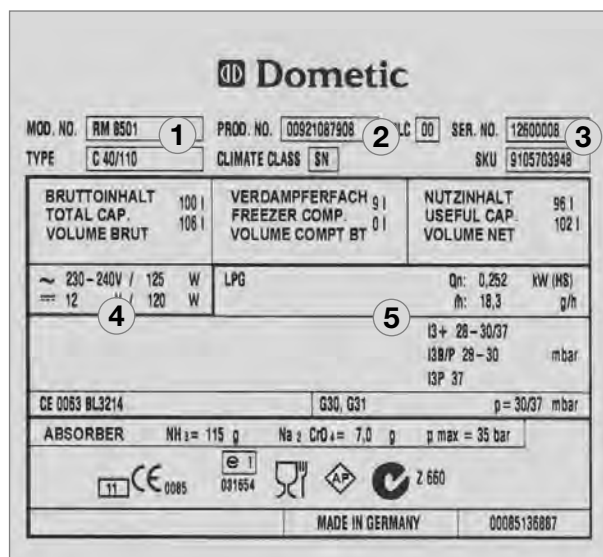 Dometic
MOD. NO. RM 8501 1 PROD. NO. 00921087908 2 LC 00 SER. NO. 12600008 3
TYPE C 40/110 CLIMATE CLASS SN SKU 9105703948
BRUTTOINHALT 100 l
TOTAL CAP. 106 l
VOLUME BRUT
VERDAMPFERFACH 9 l
FREEZER COMP. 0 l
VOLUME COMPT BT
NUTZINHALT 96 l
USEFUL CAP. 102 l
VOLUME NET
~ 230-240V / 125 W
12 / 120 W
4
LPG Qn: 0,252 kW (HS)
ṁ: 18,3 g/h
5
I3+ 28-30/37
I3B/P 28-30 mbar
I3P 37
CE 0063 BL3214 G30, G31 p = 30/37 mbar
ABSORBER NH3 = 115 g Na2 CrO4 = 7,0 g p max = 35 bar
11 CE 0085 e 1 031654 AP Z 660
MADE IN GERMANY 00085136887